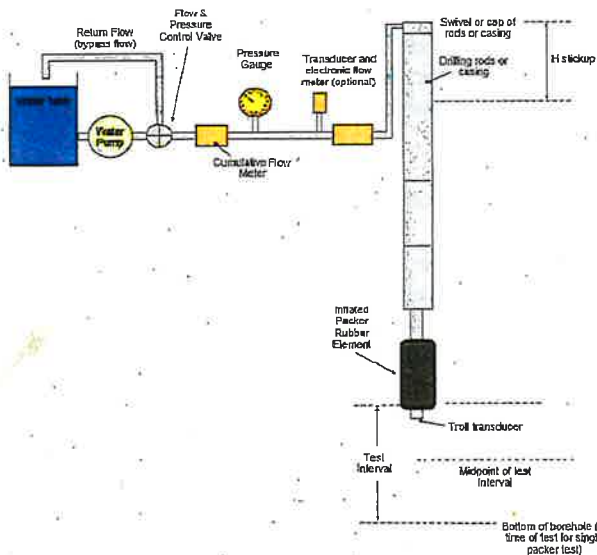 Flow &
Pressure
Control Valve
Return Flow
(bypass flow)
Pressure
Gauge
Transducer and
electronic flow
meter (optional)
Swivel or cap of
rods or casing
H stickup
Drilling rods or
casing
Water Tank
Water
Pump
Cumulative Flow
Meter
Inflated
Packer
Rubber
Element
Troll transducer
Test
Interval
Midpoint of test
Interval
Bottom of borehole (
time of test for singl
packer test)